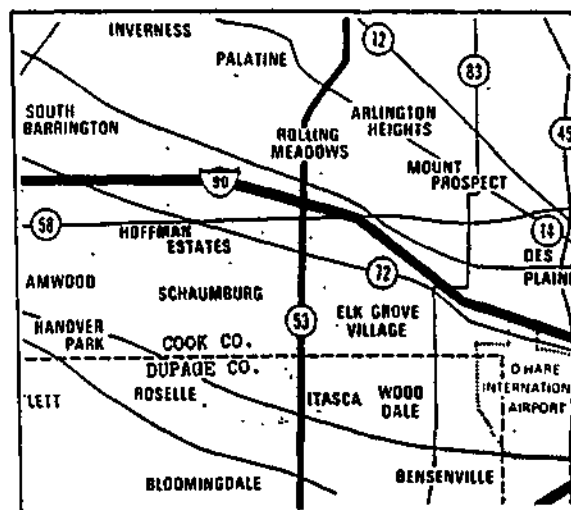 INVERNESS
12
PALATINE
83
SOUTH
BARRINGTON
ARLINGTON
HEIGHTS
45
ROLLING
MEADOWS
MOUNT
PROSPECT
90
58
HOFFMAN
ESTATES
14
DES
PLAINE
72
AMWOOD
SCHAUMBURG
ELK GROVE
VILLAGE
53
HANOVER
PARK
COOK CO.
DUPAGE CO.
O'HARE
INTERNATION
AIRPORT
LETT
ROSELLE
ITASCA
WOOD
DALE
BENSENVILLE
BLOOMINGDALE